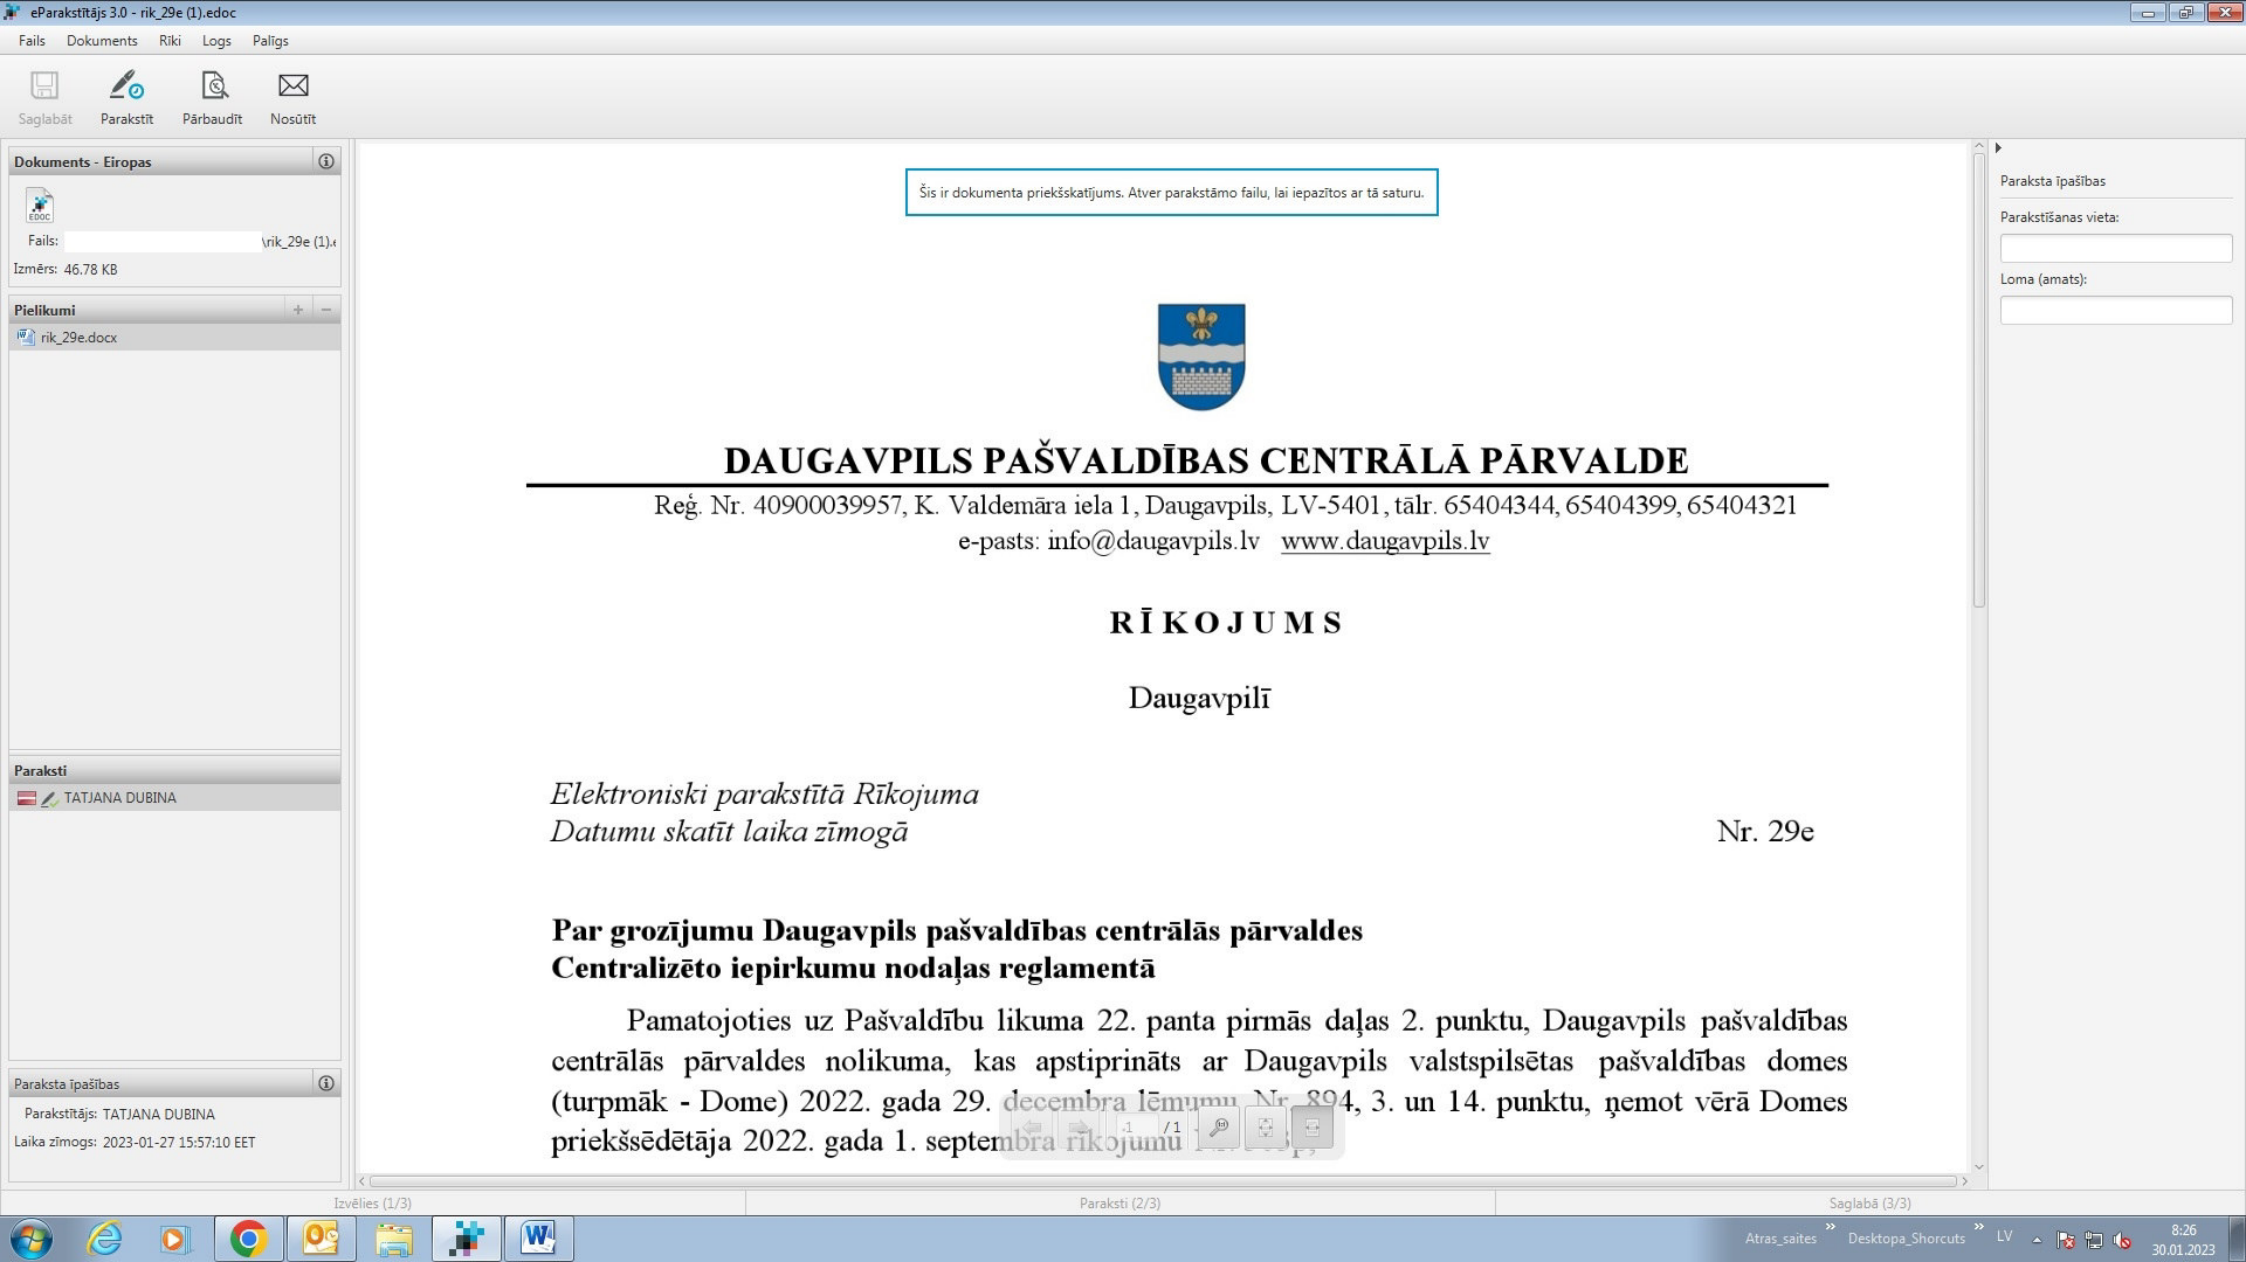 eParakstītājs 3.0 - rik_29e (1).edoc
Fails Dokuments Rīki Logs Palīgs
Saglabāt Parakstīt Pārbaudīt Nosūtīt
Dokuments - Eiropas
EDOC
Fails: \rik_29e (1).e
Izmērs: 46.78 KB
Pielikumi
rik_29e.docx
Paraksti
TATJANA DUBINA
Paraksta īpašības
Parakstītājs: TATJANA DUBINA
Laika zīmogs: 2023-01-27 15:57:10 EET
Šis ir dokumenta priekšskatījums. Atver parakstāmo failu, lai iepazītos ar tā saturu.
DAUGAVPILS PAŠVALDĪBAS CENTRĀLĀ PĀRVALDE
Reģ. Nr. 40900039957, K. Valdemāra iela 1, Daugavpils, LV-5401, tālr. 65404344, 65404399, 65404321
e-pasts: info@daugavpils.lv www.daugavpils.lv
RĪKOJUMS
Daugavpilī
Elektroniski parakstītā Rīkojuma
Datumu skatīt laika zīmogā Nr. 29e
Par grozījumu Daugavpils pašvaldības centrālās pārvaldes
Centralizēto iepirkumu nodaļas reglamentā
Pamatojoties uz Pašvaldību likuma 22. panta pirmās daļas 2. punktu, Daugavpils pašvaldības
centrālās pārvaldes nolikuma, kas apstiprināts ar Daugavpils valstspilsētas pašvaldības domes
(turpmāk - Dome) 2022. gada 29. decembra lēmumu Nr. 894, 3. un 14. punktu, ņemot vērā Domes
priekšsēdētāja 2022. gada 1. septembra rīkojumu
1 / 1
Paraksta īpašības
Parakstīšanas vieta:
Loma (amats):
Izvēlies (1/3) Paraksti (2/3) Saglabā (3/3)
Atras_saites Desktopa_Shorcuts LV 8:26
30.01.2023